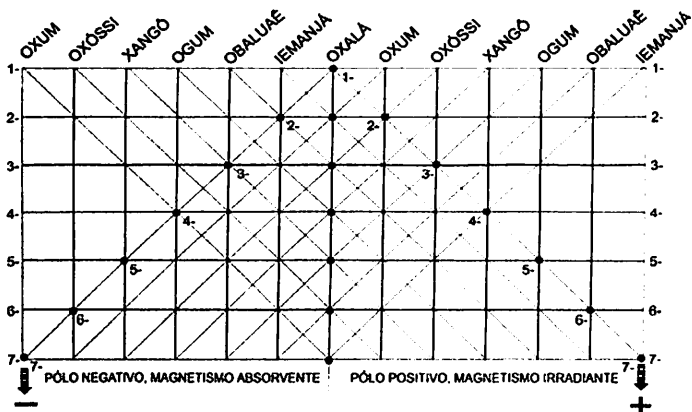 OXUM OXÓSSI XANGÔ OGUM OBALUAÊ IEMANJÁ OXALÁ OXUM OXÓSSI XANGÔ OGUM OBALUAÊ IEMANJÁ
1- 1- 1-
2- 2- 2- 2-
3- 3- 3- 3-
4- 4- 4- 4-
5- 5- 5- 5-
6- 6- 6- 6-
7- 7- 7- 7-
PÓLO NEGATIVO, MAGNETISMO ABSORVENTE PÓLO POSITIVO, MAGNETISMO IRRADIANTE
− +